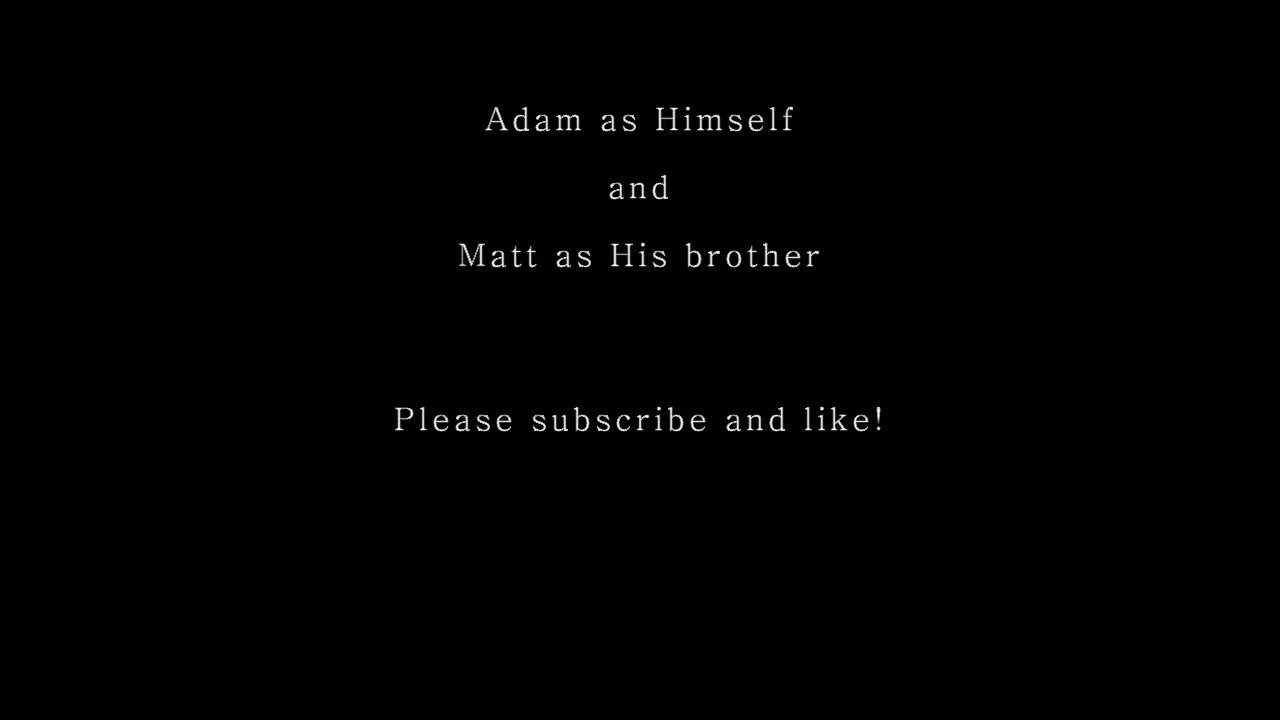 Adam as Himself
and
Matt as His brother
Please subscribe and like!